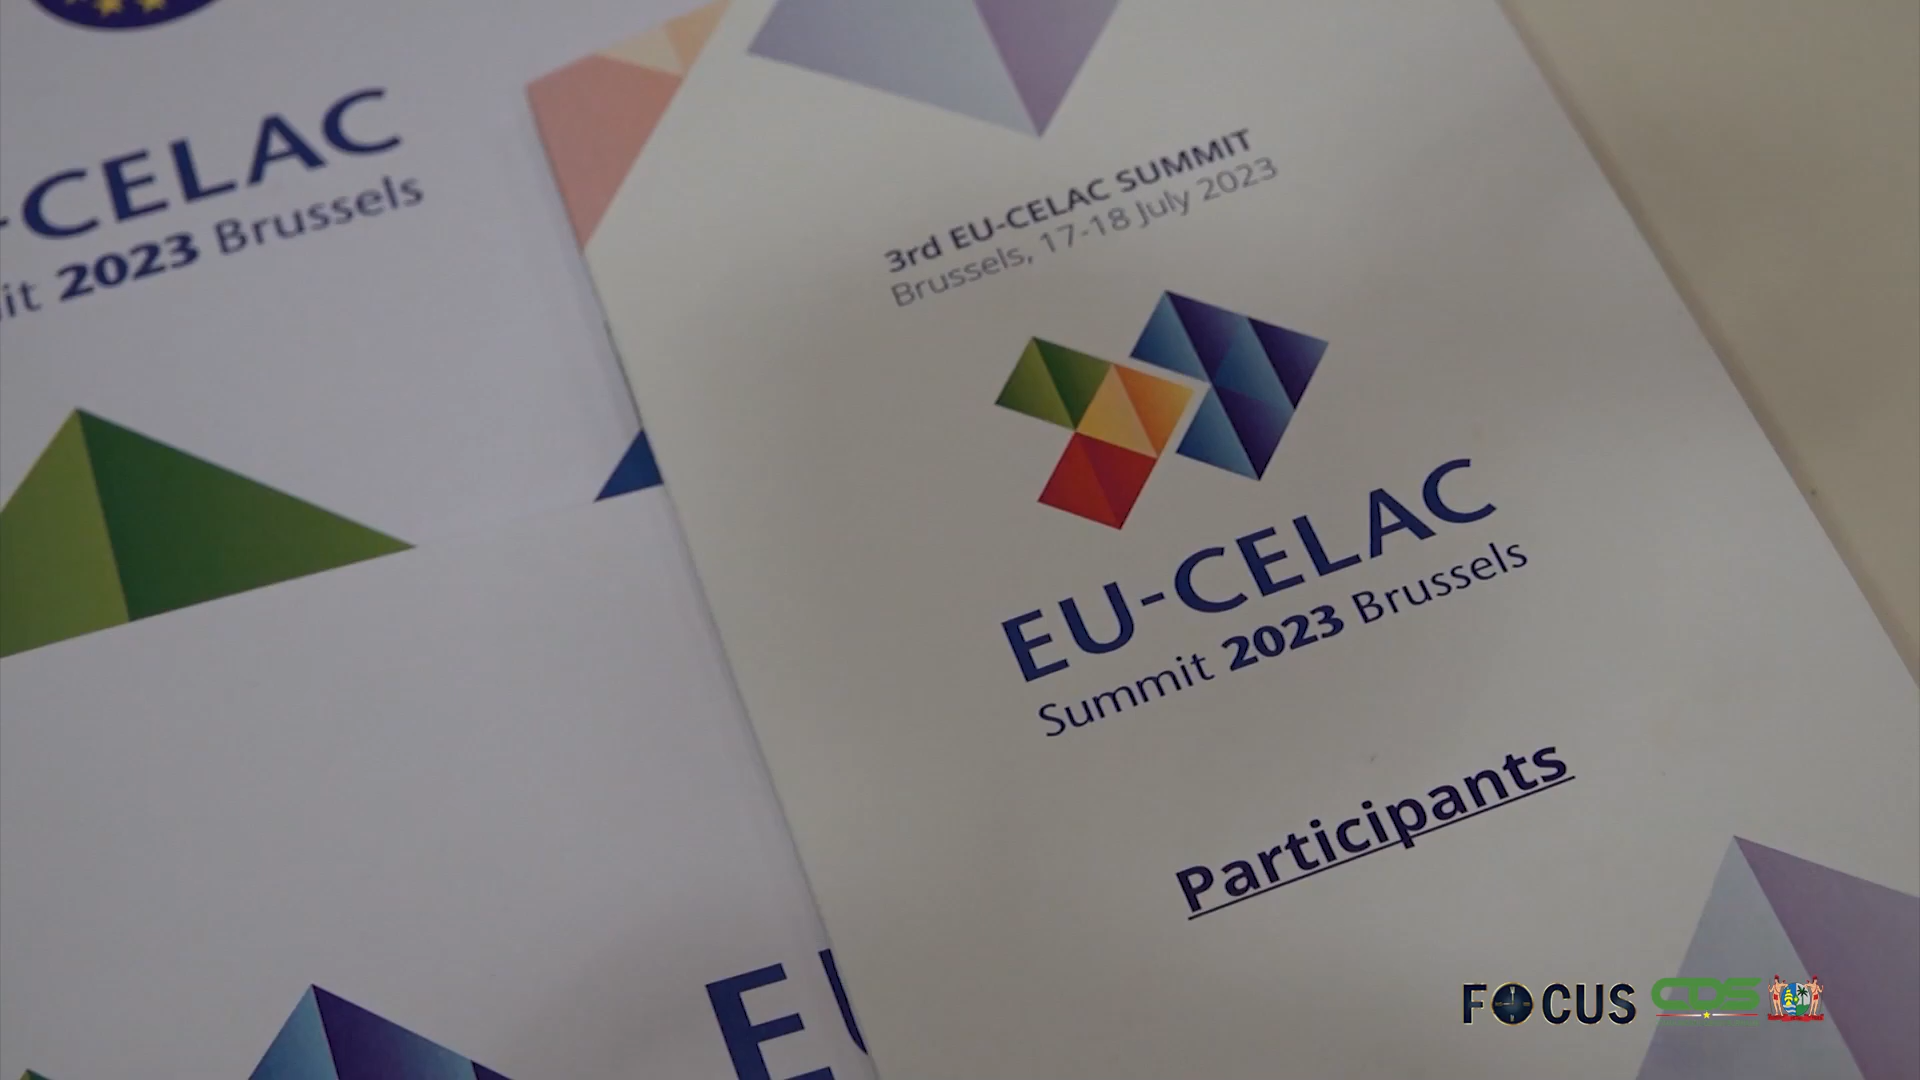 -CELAC
it 2023 Brussels
3rd EU-CELAC SUMMIT
Brussels, 17-18 July 2023
EU-CELAC
Summit 2023 Brussels
Participants
EU
FOCUS
CDS